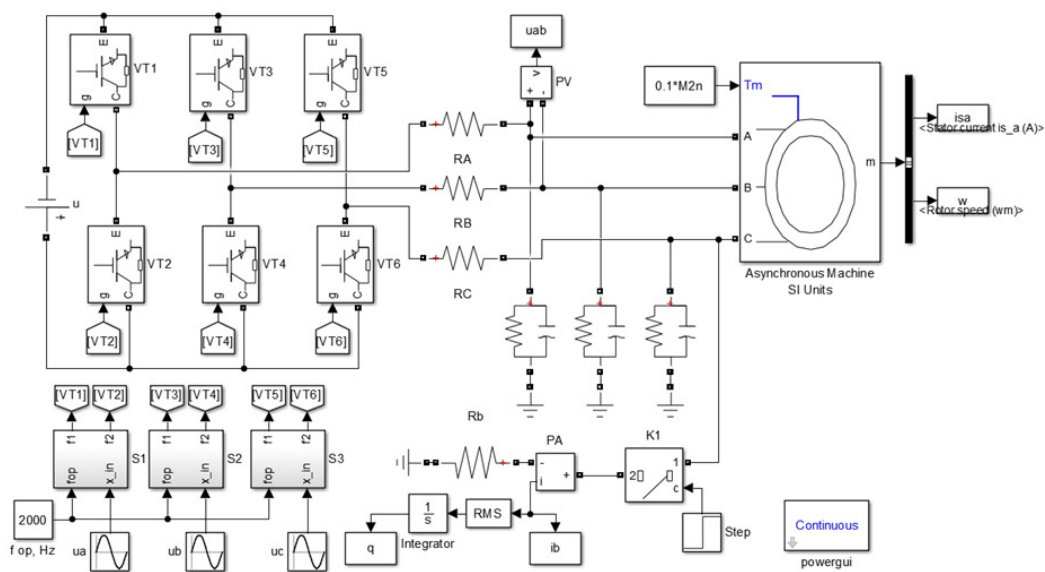 uab
E
E
E
VT1
VT3
VT5
g
C
g
C
g
C
[VT1]
[VT3]
[VT5]
v
+
-
PV
0.1*M2n
Tm
A
B
C
m
isa
<Stator current is_a (A)>
w
<Rotor speed (wm)>
Asynchronous Machine
SI Units
RA
RB
RC
u
+
E
E
E
VT2
VT4
VT6
g
C
g
C
g
C
[VT2]
[VT4]
[VT6]
[VT1]
[VT2]
[VT3]
[VT4]
[VT5]
[VT6]
f1
f2
f1
f2
f1
f2
S1
S2
S3
fop
x_in
fop
x_in
fop
x_in
2000
f op, Hz
ua
ub
uc
Rb
PA
-
+
i
K1
2
1
c
Step
1
s
Integrator
RMS
q
ib
Continuous
powergui